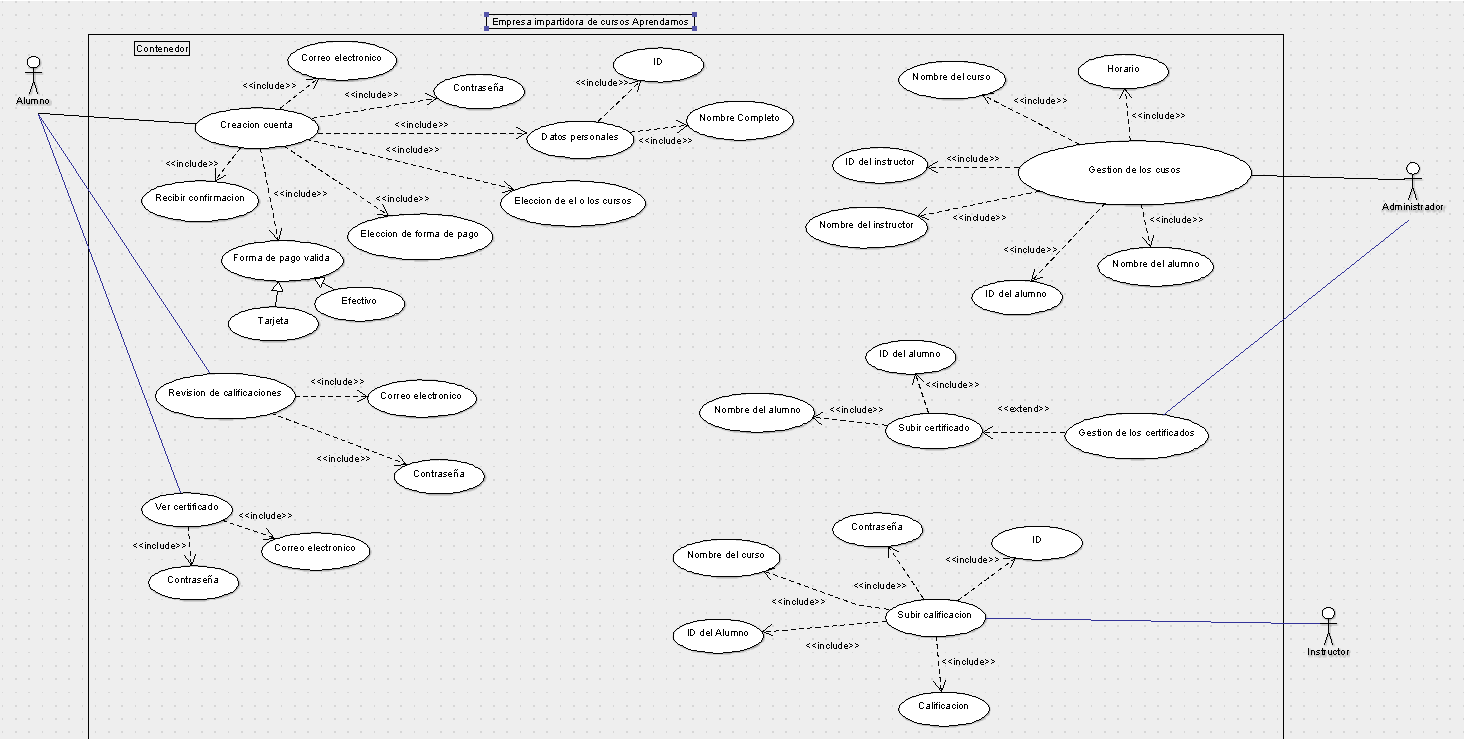 Empresa impartidora de cursos Aprendamos
Contenedor
Alumno
Correo electronico
<<include>>
Contraseña
<<include>>
Creacion cuenta
<<include>>
ID
<<include>>
Nombre Completo
Datos personales
<<include>>
<<include>>
Eleccion de el o los cursos
<<include>>
Recibir confirmacion
<<include>>
<<include>>
Eleccion de forma de pago
Forma de pago valida
Efectivo
Tarjeta
Nombre del curso
Horario
<<include>>
<<include>>
ID del instructor
<<include>>
Gestion de los cusos
Administrador
Nombre del instructor
<<include>>
<<include>>
<<include>>
Nombre del alumno
ID del alumno
Revision de calificaciones
<<include>>
Correo electronico
<<include>>
Contraseña
ID del alumno
<<include>>
Nombre del alumno
<<include>>
Subir certificado
<<extend>>
Gestion de los certificados
Ver certificado
<<include>>
Correo electronico
<<include>>
Contraseña
Contraseña
ID
Nombre del curso
<<include>>
<<include>>
<<include>>
Subir calificacion
ID del Alumno
<<include>>
<<include>>
Calificacion
Instructor